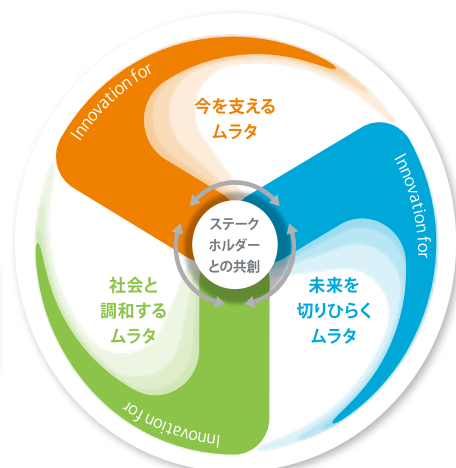 Innovation for
今を支える
ムラタ
Innovation for
ステーク
ホルダー
との共創
社会と
調和する
ムラタ
未来を
切りひらく
ムラタ
Innovation for